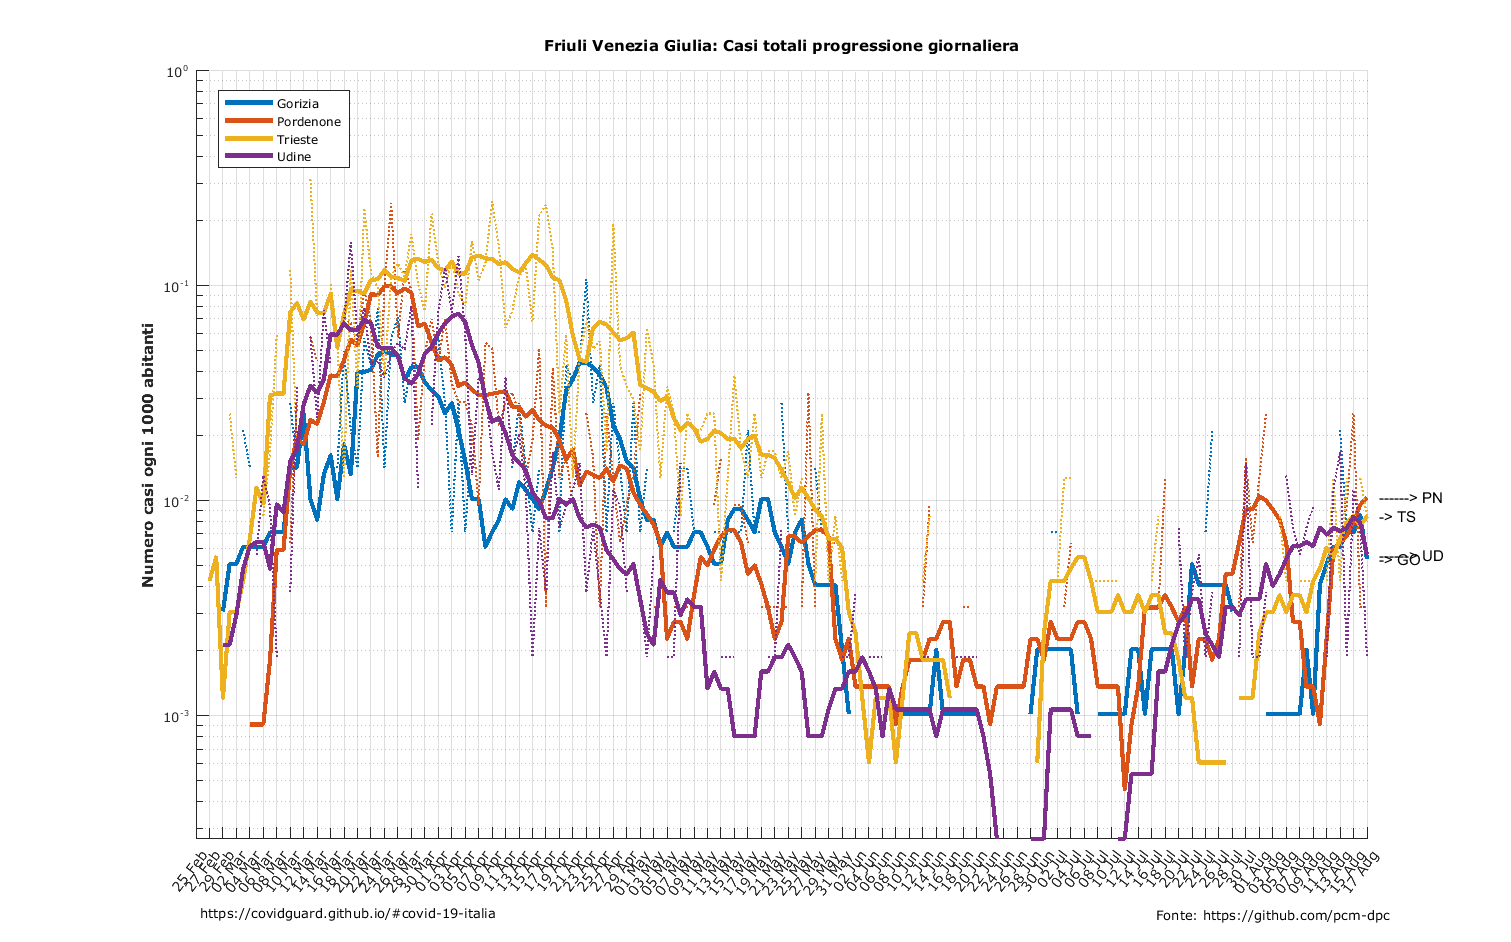 Friuli Venezia Giulia: Casi totali progressione giornaliera
Numero casi ogni 1000 abitanti
10⁰
10⁻¹
10⁻²
10⁻³
Gorizia
Pordenone
Trieste
Udine
------> PN
-> TS
-----> UD
-> GO
25 Feb
27 Feb
29 Feb
02 Mar
04 Mar
06 Mar
08 Mar
10 Mar
12 Mar
14 Mar
16 Mar
18 Mar
20 Mar
22 Mar
24 Mar
26 Mar
28 Mar
30 Mar
01 Apr
03 Apr
05 Apr
07 Apr
09 Apr
11 Apr
13 Apr
15 Apr
17 Apr
19 Apr
21 Apr
23 Apr
25 Apr
27 Apr
29 Apr
01 May
03 May
05 May
07 May
09 May
11 May
13 May
15 May
17 May
19 May
21 May
23 May
25 May
27 May
29 May
31 May
02 Jun
04 Jun
06 Jun
08 Jun
10 Jun
12 Jun
14 Jun
16 Jun
18 Jun
20 Jun
22 Jun
24 Jun
26 Jun
28 Jun
30 Jun
02 Jul
04 Jul
06 Jul
08 Jul
10 Jul
12 Jul
14 Jul
16 Jul
18 Jul
20 Jul
22 Jul
24 Jul
26 Jul
28 Jul
30 Jul
01 Aug
03 Aug
05 Aug
07 Aug
09 Aug
11 Aug
13 Aug
15 Aug
17 Aug
https://covidguard.github.io/#covid-19-italia
Fonte: https://github.com/pcm-dpc